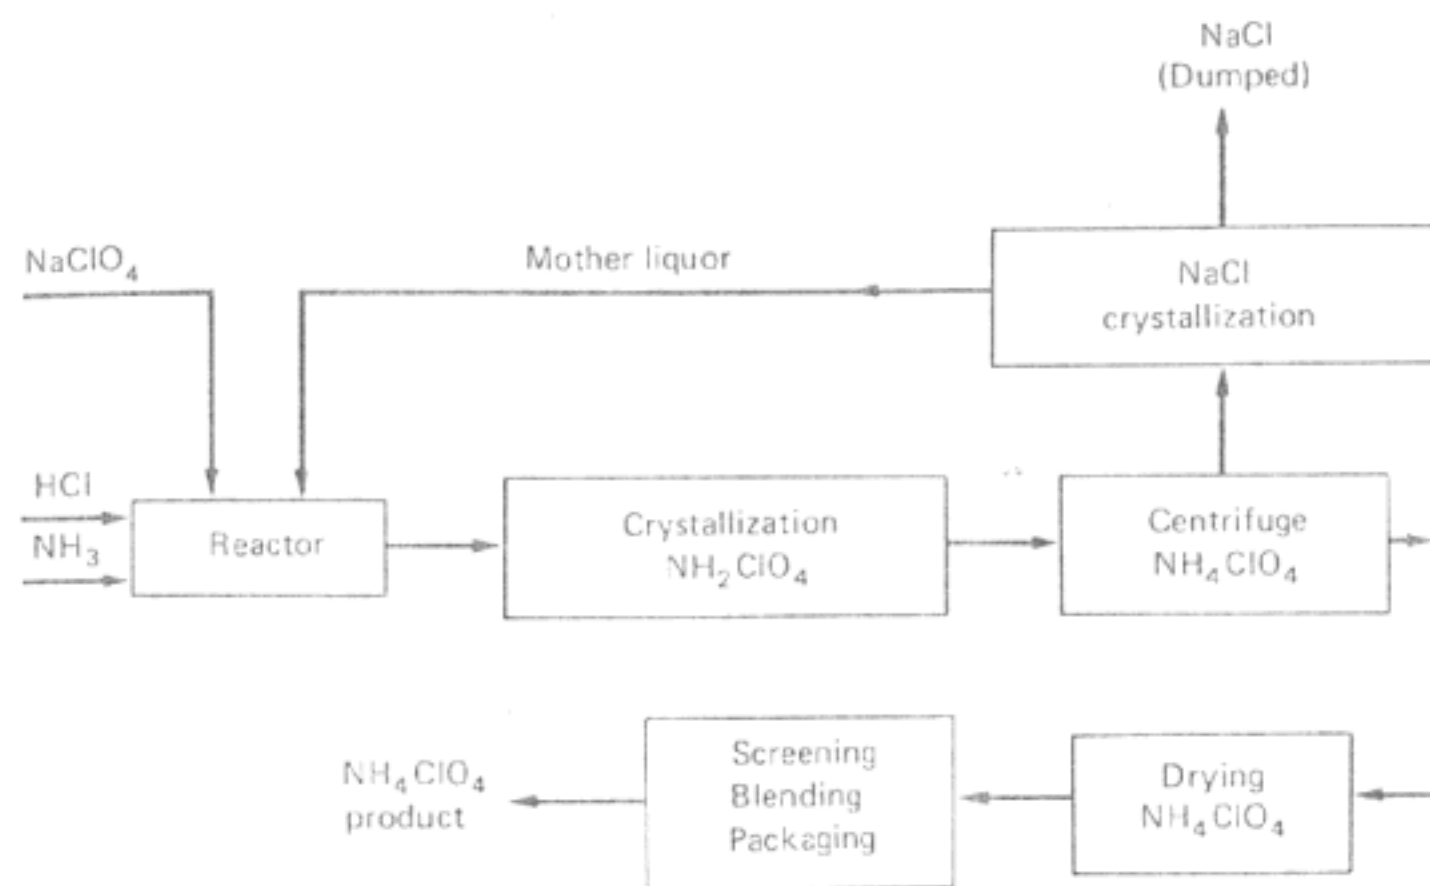 NaCl
(Dumped)
NaClO₄
Mother liquor
NaCl
crystallization
HCl
NH₃
Reactor
Crystallization
NH₂ClO₄
Centrifuge
NH₄ClO₄
NH₄ClO₄
product
Screening
Blending
Packaging
Drying
NH₄ClO₄